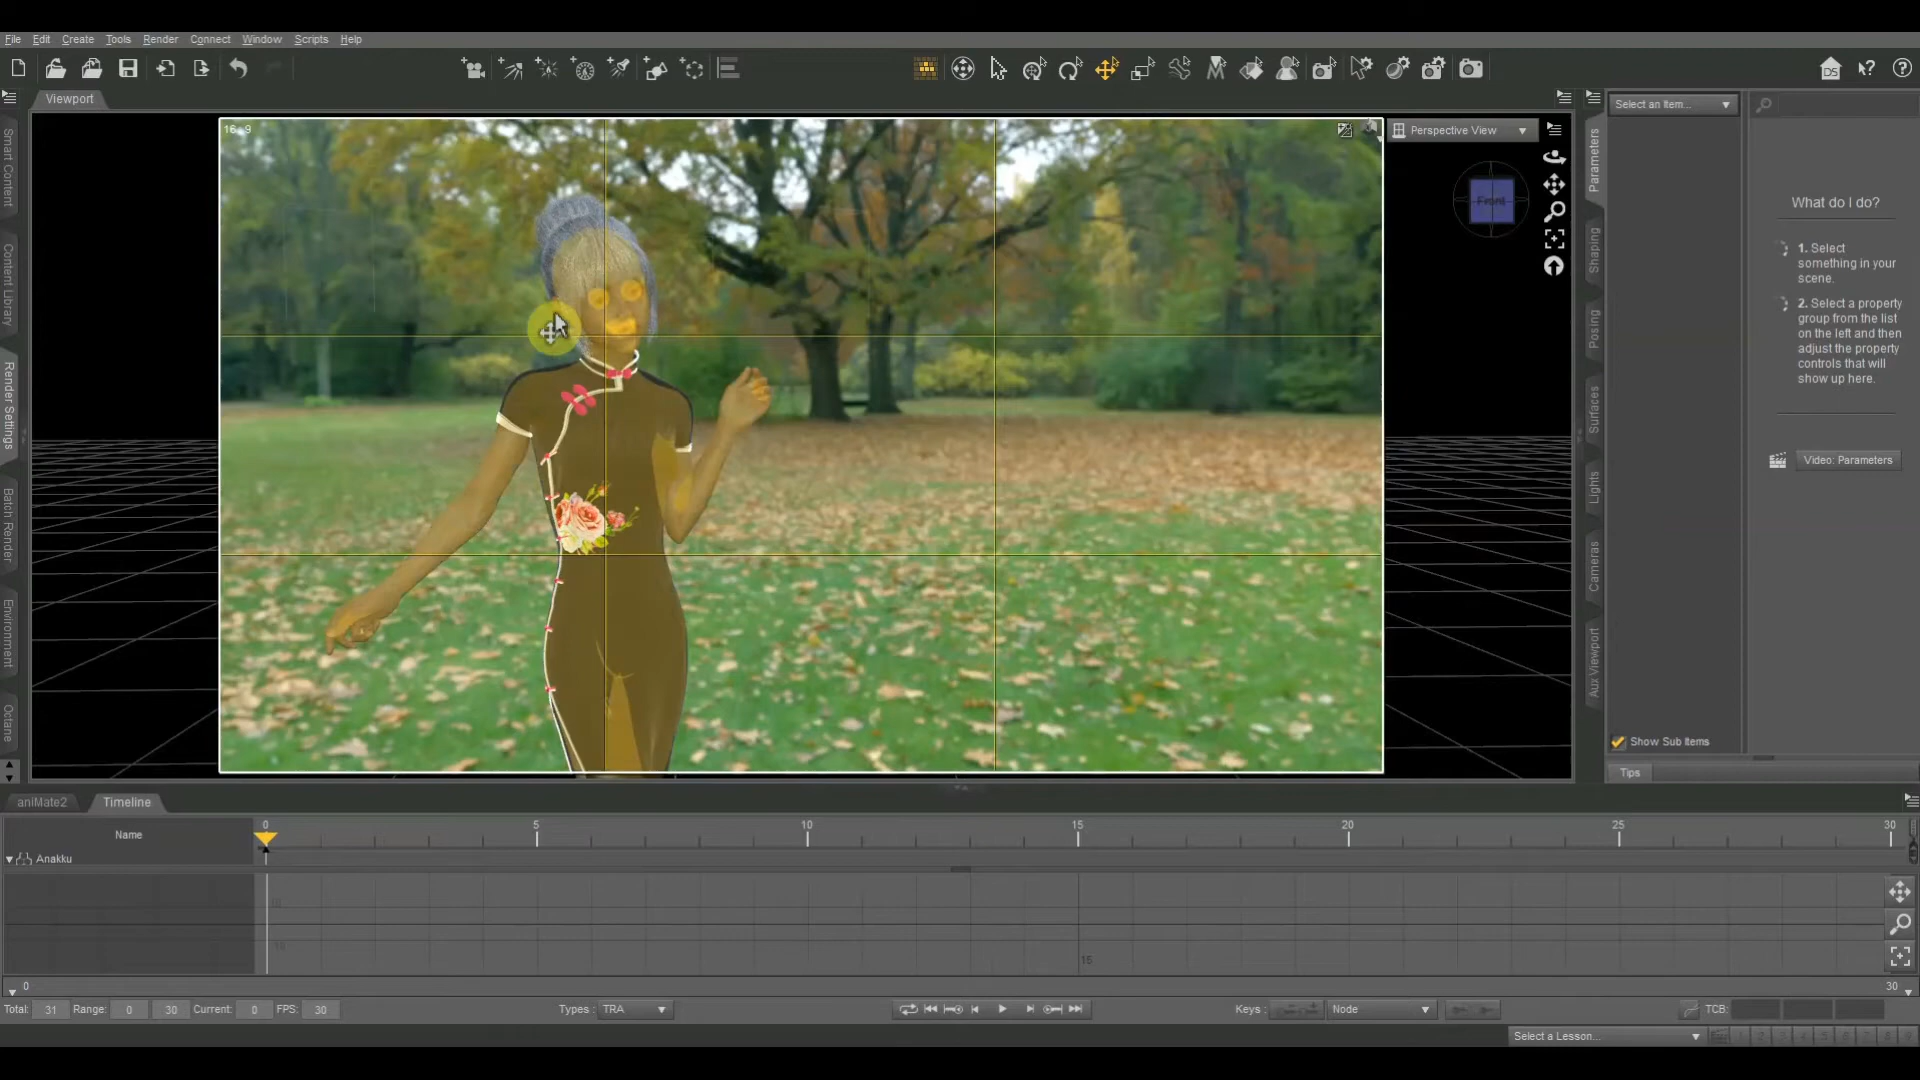 File Edit Create Tools Render Connect Window Scripts Help
Viewport
16:9
Perspective View
Front
Select an Item...
Smart Content
Content Library
Render Settings
Batch Render
Environment
Octane
Parameters
Shaping
Posing
Surfaces
Lights
Cameras
Aux Viewport
What do I do?
1. Select
something in your
scene.
2. Select a property
group from the list
on the left and then
adjust the property
controls that will
show up here.
Video: Parameters
Show Sub Items
Tips
aniMate2 Timeline
Name
0 5 10 15 20 25 30
Anakku
15
0 30
Total: 31 Range: 0 30 Current: 0 FPS: 30 Types : TRA Keys : Node TCB:
Select a Lesson...